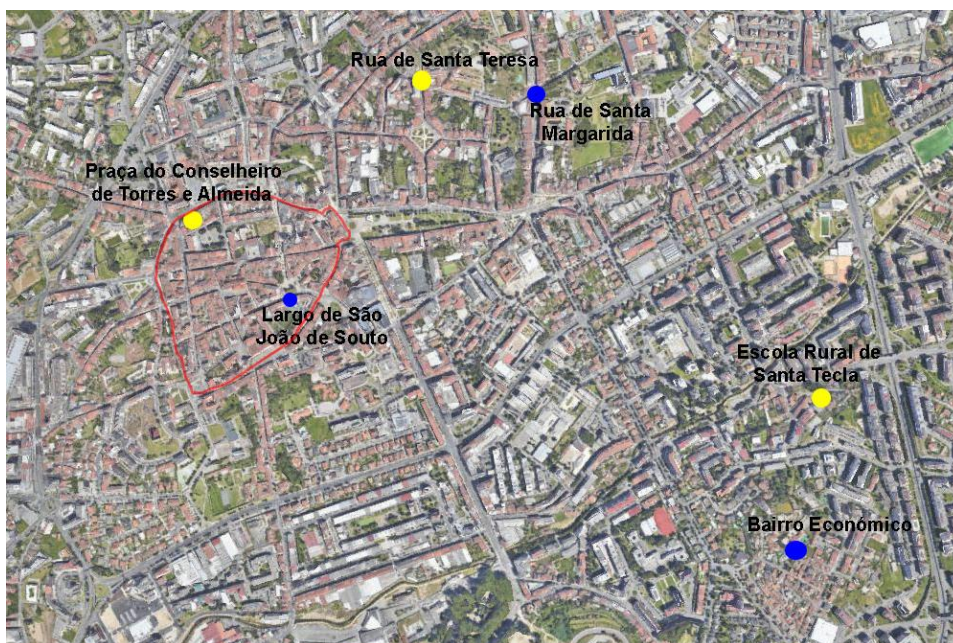 Rua de Santa Teresa
Rua de Santa
Margarida
Praça do Conselheiro
de Torres e Almeida
Largo de São
João de Souto
Escola Rural de
Santa Tecla
Bairro Económico